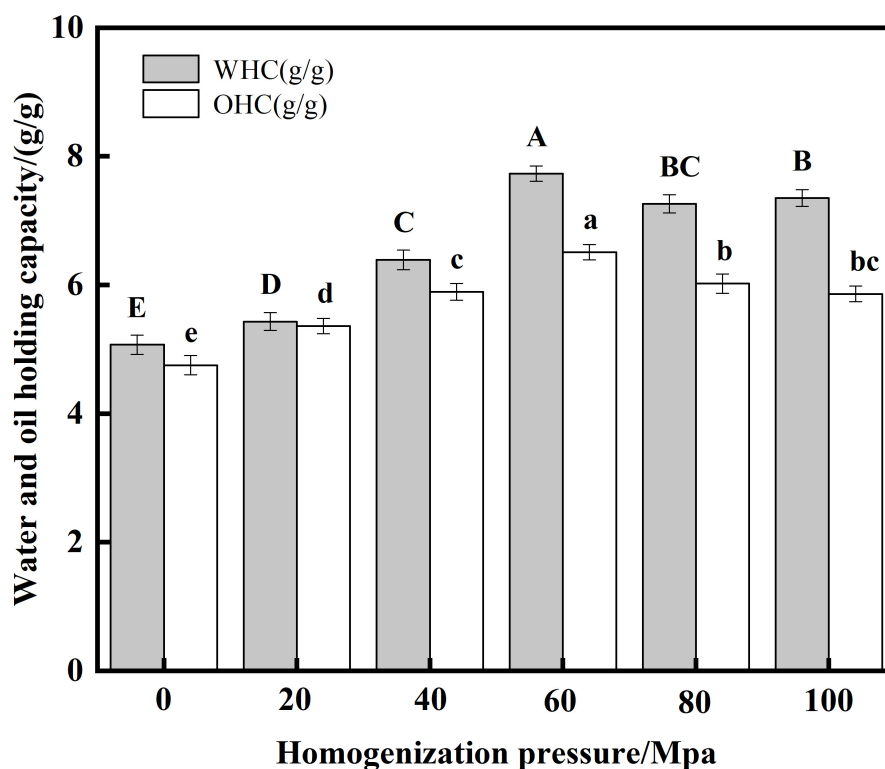 10
8
6
4
2
0
Water and oil holding capacity/(g/g)
WHC(g/g)
OHC(g/g)
E
e
D
d
C
c
A
a
BC
b
B
bc
0 20 40 60 80 100
Homogenization pressure/Mpa